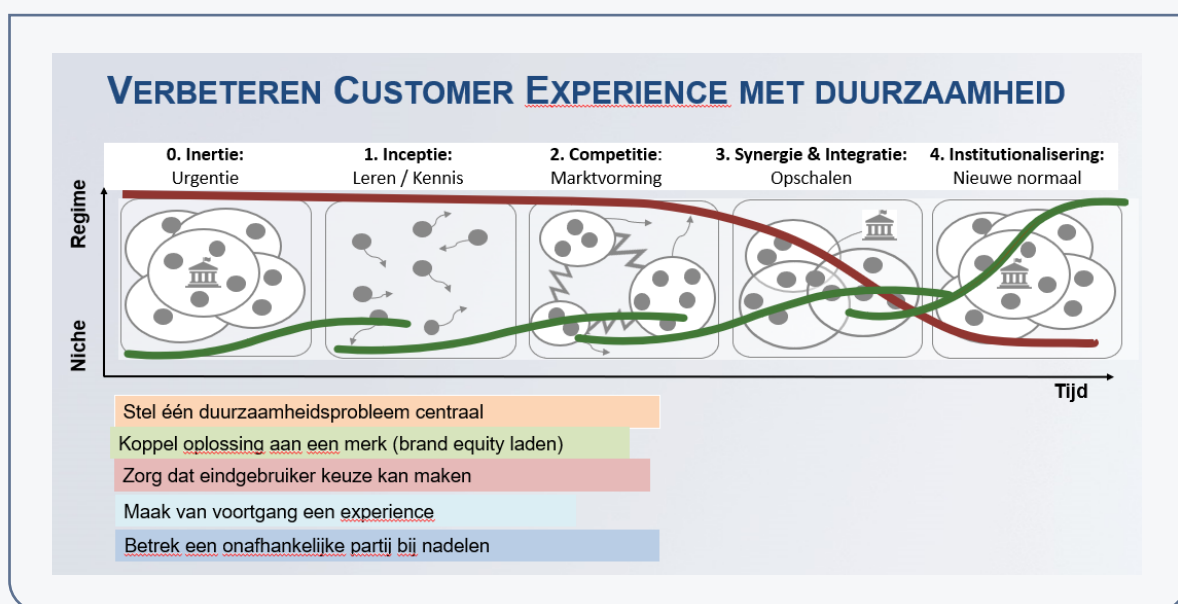 VERBETEREN CUSTOMER EXPERIENCE MET DUURZAAMHEID
0. Inertie:
Urgentie
1. Inceptie:
Leren / Kennis
2. Competitie:
Marktvorming
3. Synergie & Integratie:
Opschalen
4. Institutionalisering:
Nieuwe normaal
Regime
Niche
Tijd
Stel één duurzaamheidsprobleem centraal
Koppel oplossing aan een merk (brand equity laden)
Zorg dat eindgebruiker keuze kan maken
Maak van voortgang een experience
Betrek een onafhankelijke partij bij nadelen